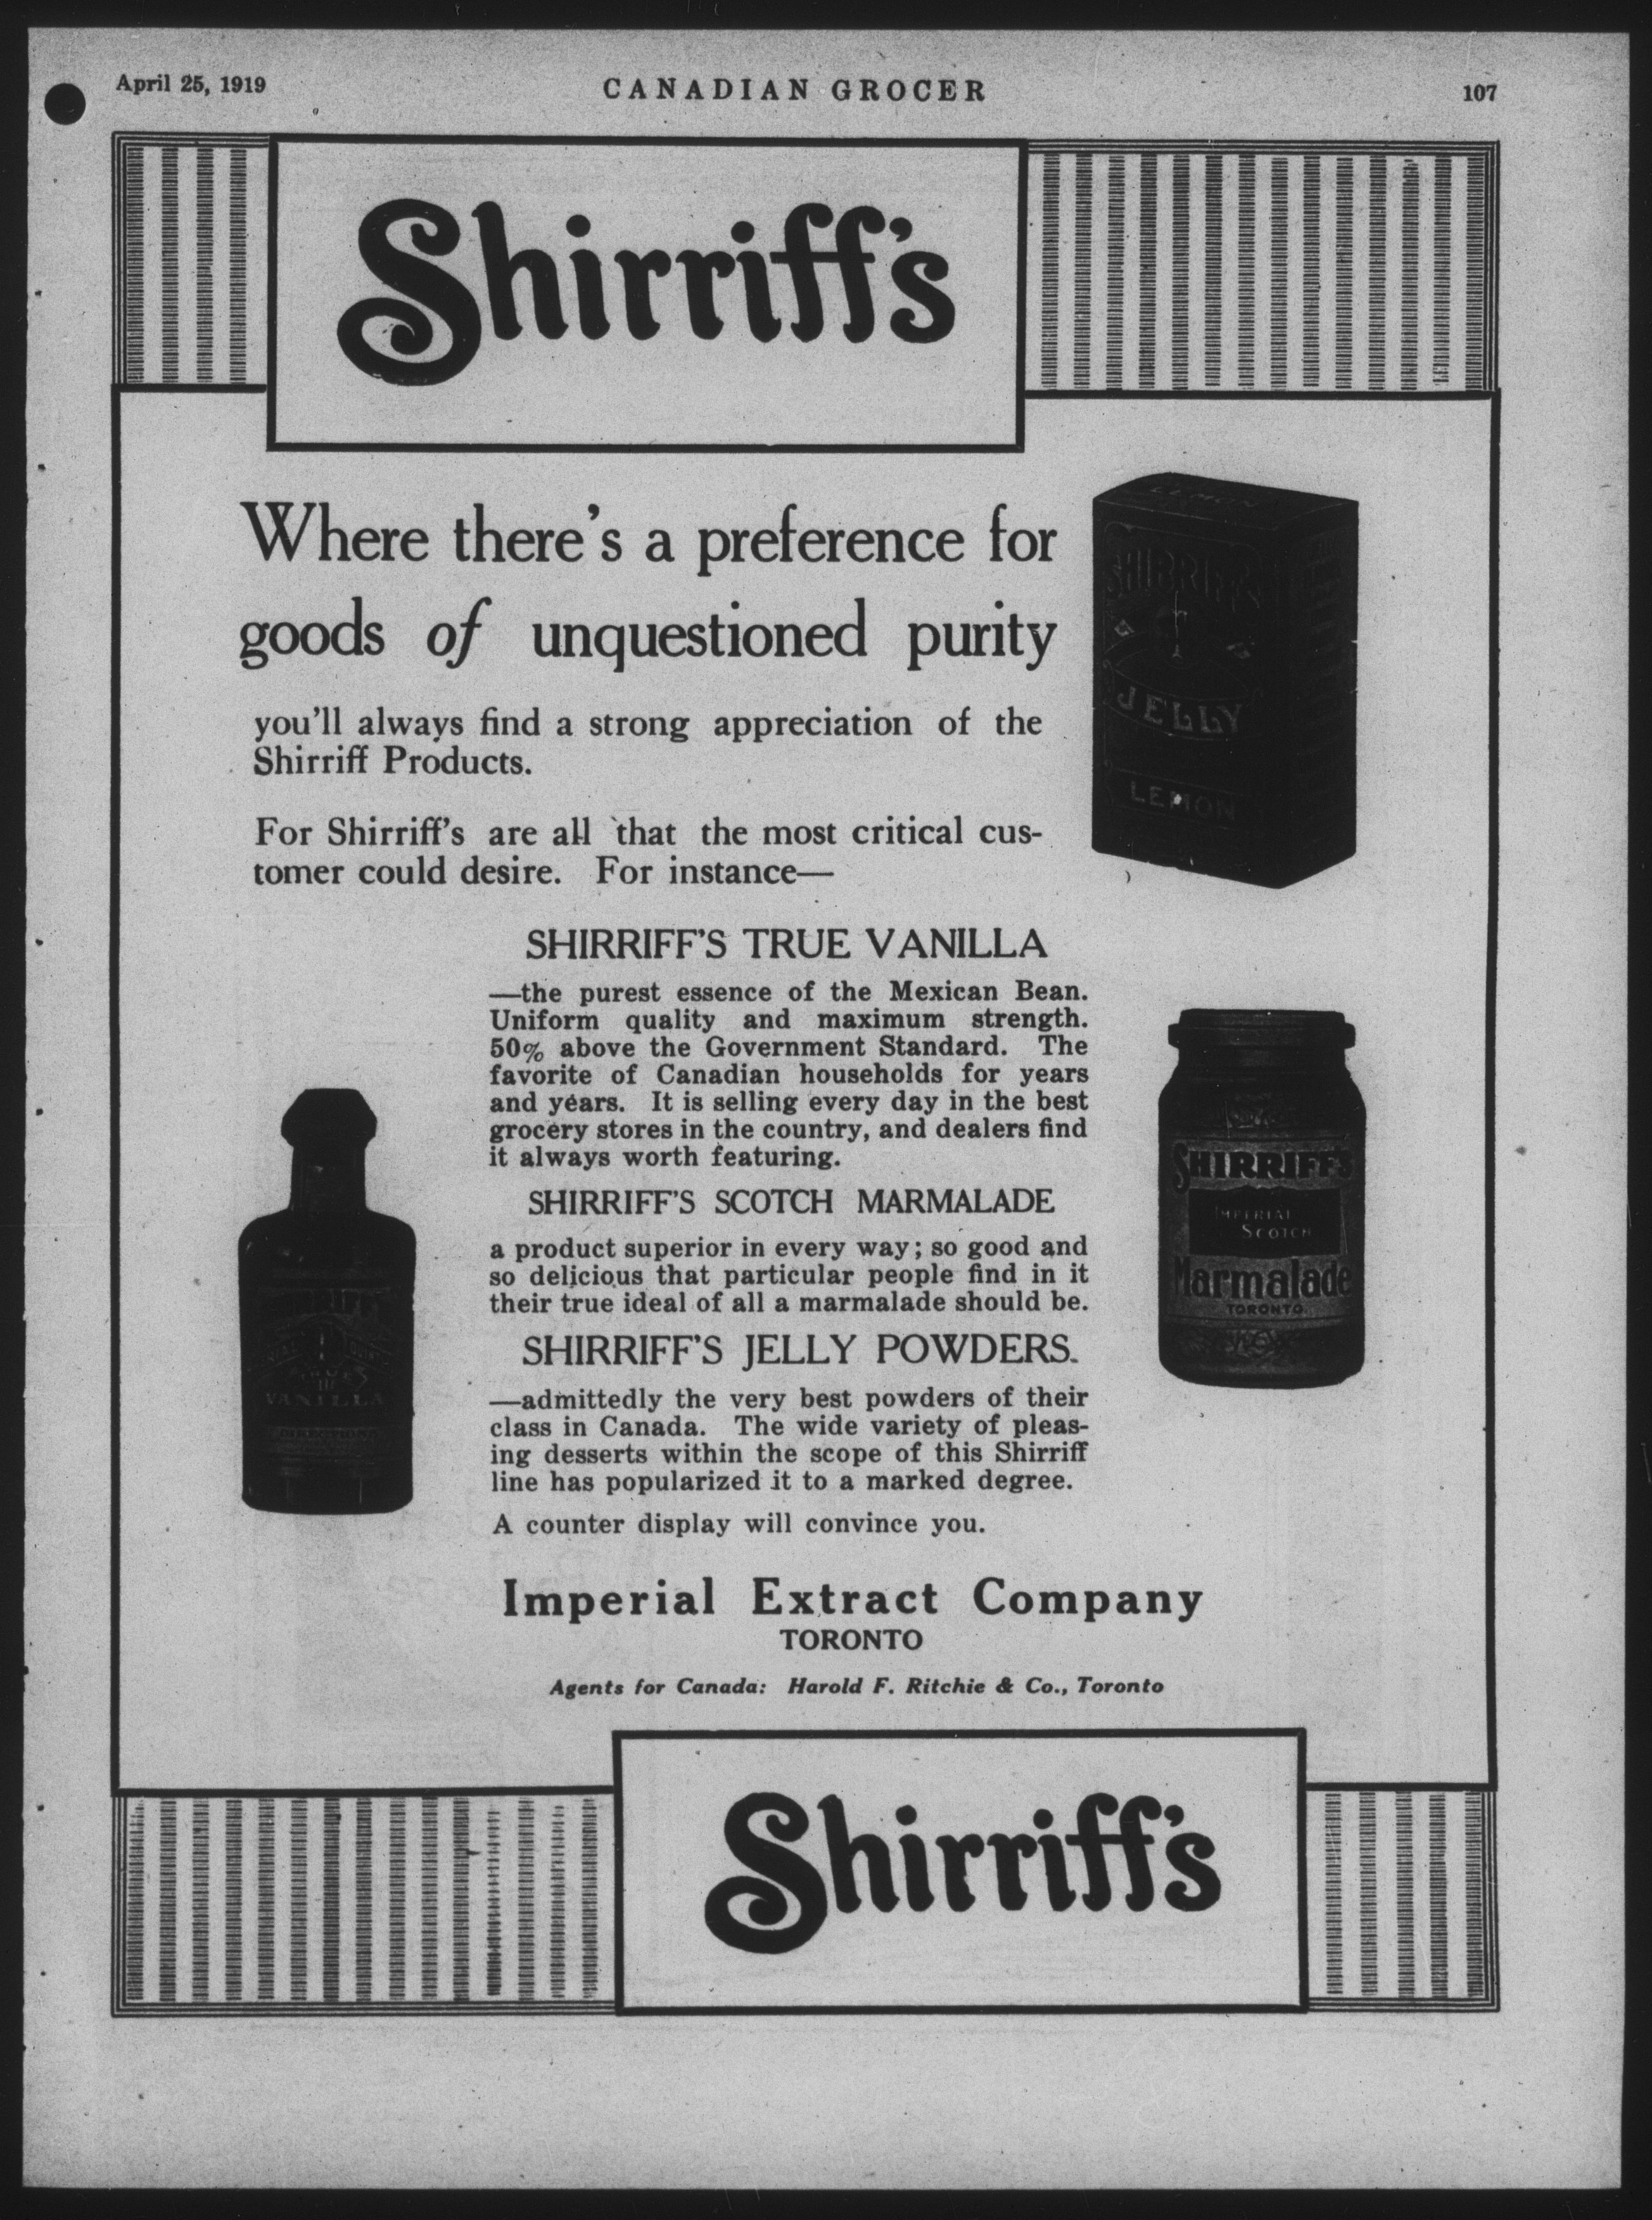 April 25, 1919
CANADIAN GROCER
107
Shirriff's
Where there's a preference for
goods of unquestioned purity
you'll always find a strong appreciation of the
Shirriff Products.
For Shirriff's are all that the most critical cus-
tomer could desire. For instance—
LEMON
SHIRRIFF'S
JELLY
LEMON
SHIRRIFF'S TRUE VANILLA
—the purest essence of the Mexican Bean.
Uniform quality and maximum strength.
50% above the Government Standard. The
favorite of Canadian households for years
and years. It is selling every day in the best
grocery stores in the country, and dealers find
it always worth featuring.
SHIRRIFF'S SCOTCH MARMALADE
a product superior in every way; so good and
so delicious that particular people find in it
their true ideal of all a marmalade should be.
SHIRRIFF'S JELLY POWDERS.
—admittedly the very best powders of their
class in Canada. The wide variety of pleas-
ing desserts within the scope of this Shirriff
line has popularized it to a marked degree.
A counter display will convince you.
SHIRRIFF'S
IMPERIAL
SCOTCH
Marmalade
TORONTO
VANILLA
Imperial Extract Company
TORONTO
Agents for Canada: Harold F. Ritchie & Co., Toronto
Shirriff's